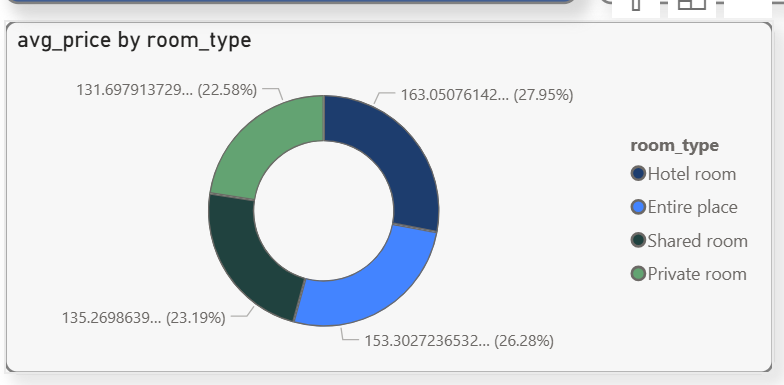 avg_price by room_type
131.697913729... (22.58%)
163.05076142... (27.95%)
135.2698639... (23.19%)
153.3027236532... (26.28%)
room_type
Hotel room
Entire place
Shared room
Private room